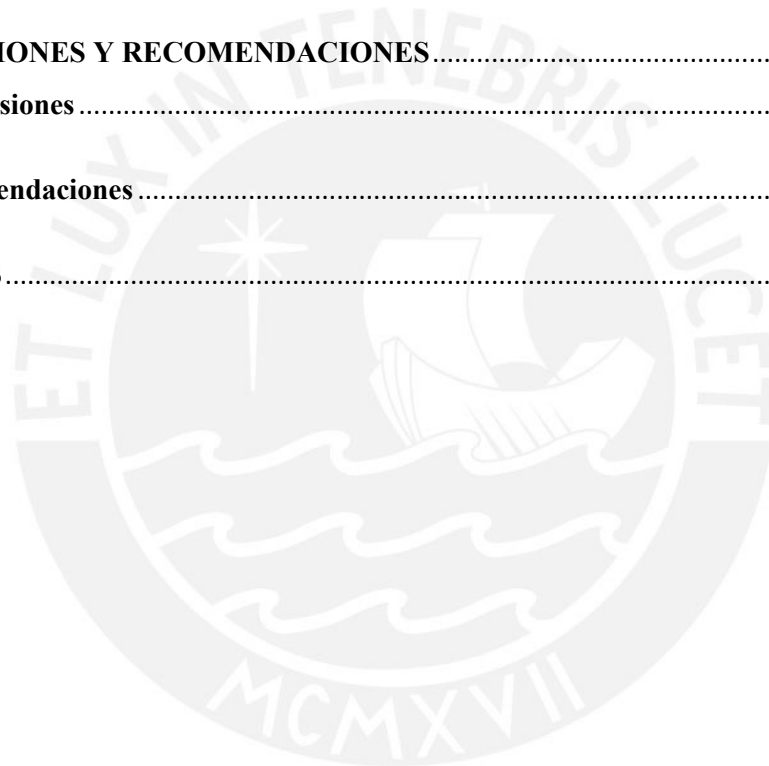 IONES Y RECOMENDACIONES........................................
siones........................................................................................
endaciones................................................................................
ET LUX IN TENEBRIS LUCET
MCMXVII